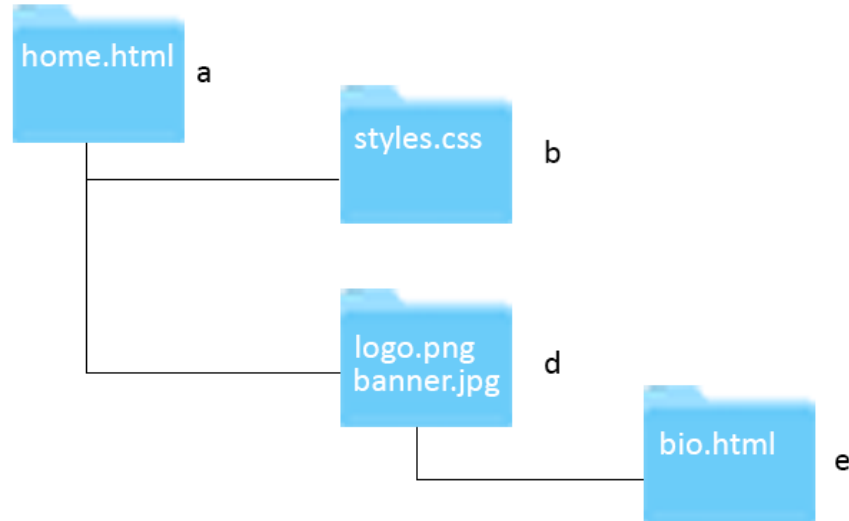 home.html
a
styles.css
b
logo.png
banner.jpg
d
bio.html
e